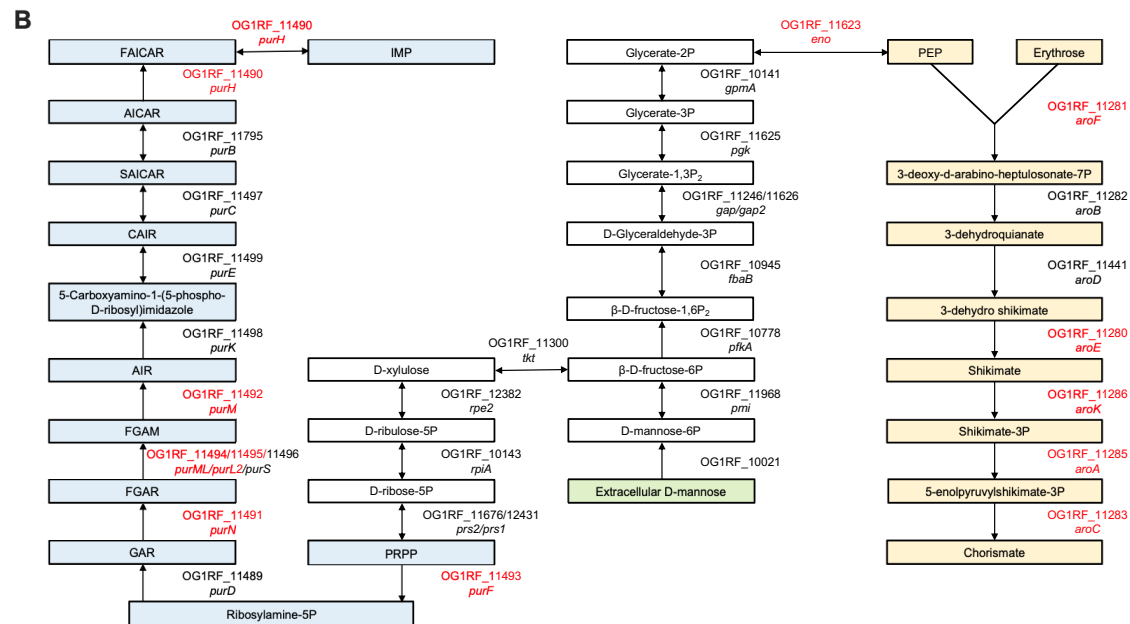 B
OG1RF_11490
purH
FAICAR
IMP
OG1RF_11490
purH
AICAR
OG1RF_11795
purB
SAICAR
OG1RF_11497
purC
CAIR
OG1RF_11499
purE
5-Carboxyamino-1-(5-phospho-
D-ribosyl)imidazole
OG1RF_11498
purK
AIR
OG1RF_11492
purM
FGAM
OG1RF_11494/11495/11496
purML/purL2/purS
FGAR
OG1RF_11491
purN
GAR
OG1RF_11489
purD
Ribosylamine-5P
OG1RF_11300
tkt
D-xylulose
OG1RF_12382
rpe2
D-ribulose-5P
OG1RF_10143
rpiA
D-ribose-5P
OG1RF_11676/12431
prs2/prs1
PRPP
OG1RF_11493
purF
Glycerate-2P
OG1RF_10141
gpmA
Glycerate-3P
OG1RF_11625
pgk
Glycerate-1,3P₂
OG1RF_11246/11626
gap/gap2
D-Glyceraldehyde-3P
OG1RF_10945
fbaB
β-D-fructose-1,6P₂
OG1RF_10778
pfkA
β-D-fructose-6P
OG1RF_11968
pmi
D-mannose-6P
OG1RF_10021
Extracellular D-mannose
OG1RF_11623
eno
PEP
Erythrose
OG1RF_11281
aroF
3-deoxy-d-arabino-heptulosonate-7P
OG1RF_11282
aroB
3-dehydroquianate
OG1RF_11441
aroD
3-dehydro shikimate
OG1RF_11280
aroE
Shikimate
OG1RF_11286
aroK
Shikimate-3P
OG1RF_11285
aroA
5-enolpyruvylshikimate-3P
OG1RF_11283
aroC
Chorismate